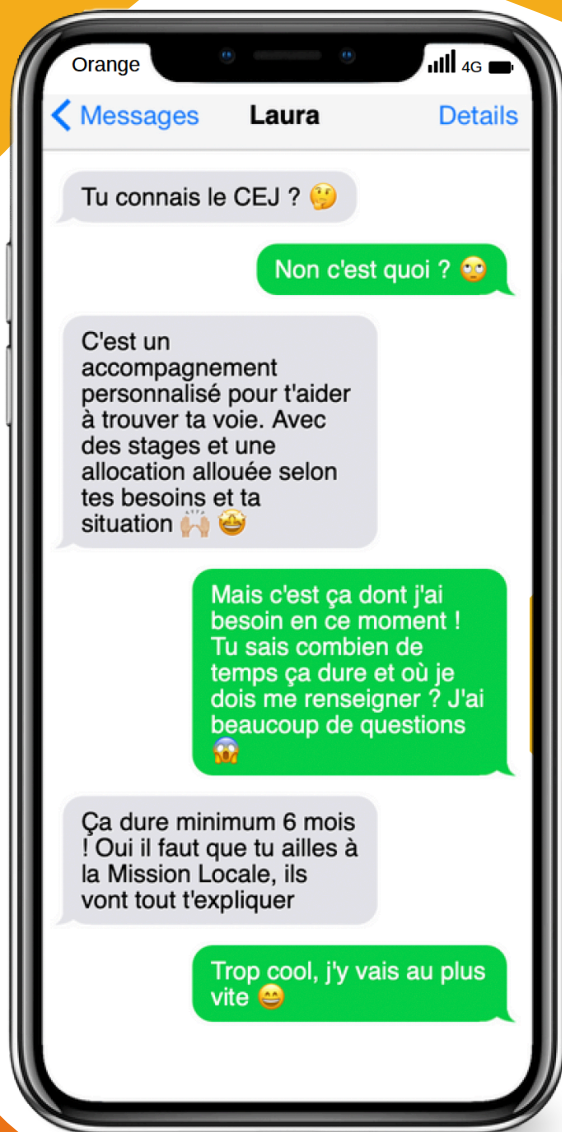 Orange
4G
Messages
Laura
Details
Tu connais le CEJ ? 🤔
Non c'est quoi ? 🙄
C'est un
accompagnement
personnalisé pour t'aider
à trouver ta voie. Avec
des stages et une
allocation allouée selon
tes besoins et ta
situation 🙌🏼 🤩
Mais c'est ça dont j'ai
besoin en ce moment !
Tu sais combien de
temps ça dure et où je
dois me renseigner ? J'ai
beaucoup de questions
😱
Ça dure minimum 6 mois
! Oui il faut que tu ailles à
la Mission Locale, ils
vont tout t'expliquer
Trop cool, j'y vais au plus
vite 😄